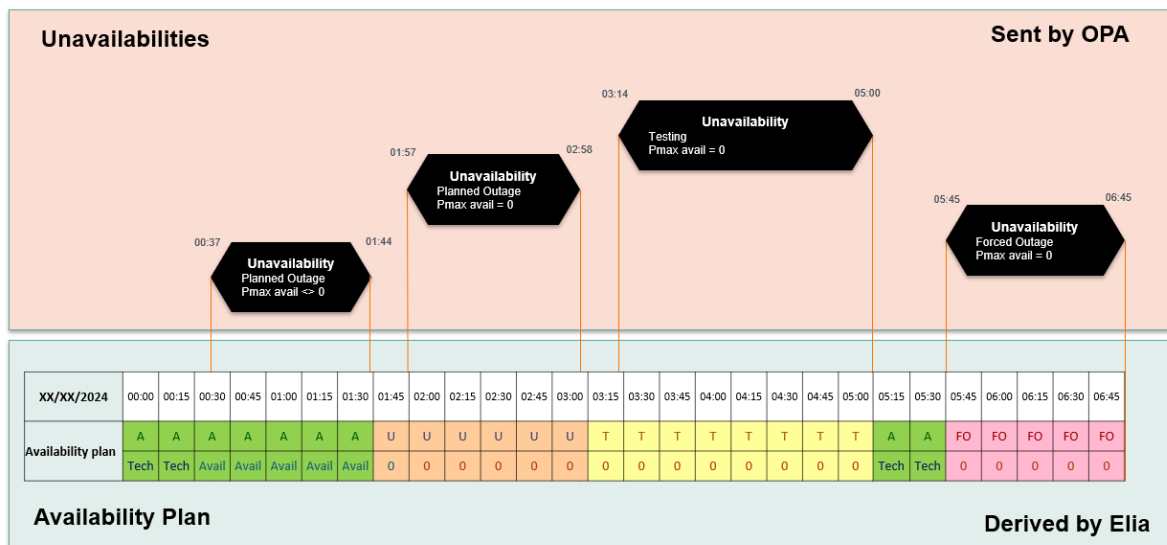 Unavailabilities
Sent by OPA
03:14
05:00
Unavailability
Testing
Pmax avail = 0
01:57
02:58
Unavailability
Planned Outage
Pmax avail = 0
05:45
06:45
Unavailability
Forced Outage
Pmax avail = 0
00:37
01:44
Unavailability
Planned Outage
Pmax avail <> 0
XX/XX/2024 00:00 00:15 00:30 00:45 01:00 01:15 01:30 01:45 02:00 02:15 02:30 02:45 03:00 03:15 03:30 03:45 04:00 04:15 04:30 04:45 05:00 05:15 05:30 05:45 06:00 06:15 06:30 06:45
Availability plan
A A A A A A A U U U U U U T T T T T T T T A A FO FO FO FO FO
Tech Tech Avail Avail Avail Avail Avail 0 0 0 0 0 0 0 0 0 0 0 0 0 0 Tech Tech 0 0 0 0 0
Availability Plan
Derived by Elia